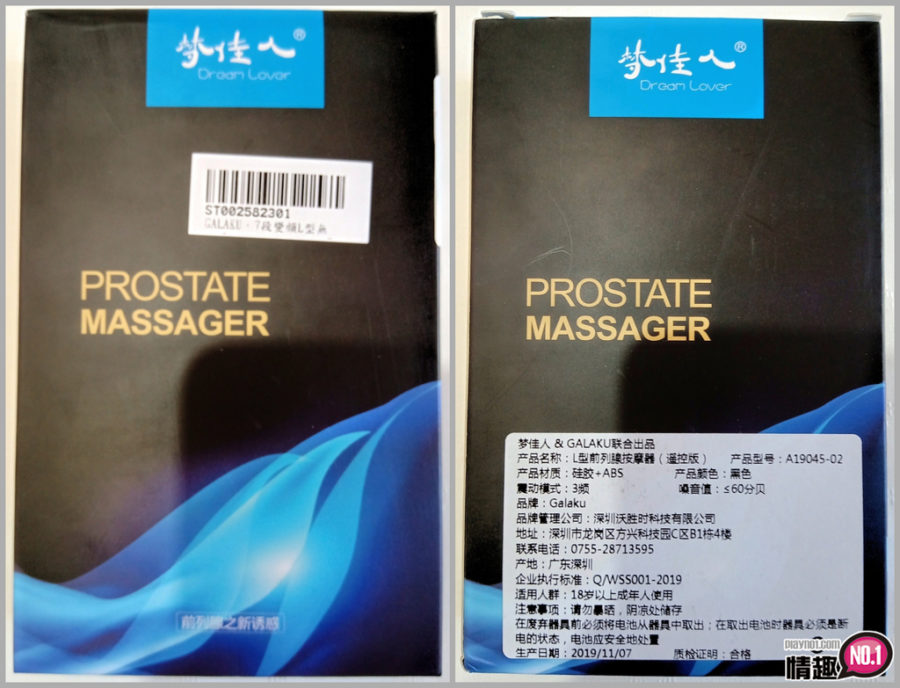 梦佳人®
Dream Lover
ST002582301
GALAKU．7段變頻L型無
PROSTATE
MASSAGER
前列腺之新诱惑
梦佳人®
Dream Lover
PROSTATE
MASSAGER
梦佳人 & GALAKU联合出品
产品名称：L型前列腺按摩器（遥控版） 产品型号：A19045-02
产品材质：硅胶+ABS 产品颜色：黑色
震动模式：3频 嗓音值：≤60分贝
品牌：Galaku
品牌管理公司：深圳沃胜时科技有限公司
地址：深圳市龙岗区方兴科技园C区B1栋4楼
联系电话：0755-28713595
产地：广东深圳
企业执行标准：Q/WSS001-2019
适用人群：18岁以上成年人使用
注意事项：请勿暴晒，阴凉处储存
在废弃器具前必须将电池从器具中取出；在取出电池时器具必须是断
电的状态，电池应安全地处置
生产日期：2019/11/07 质检证明：合格
playno1.com
情趣 NO.1